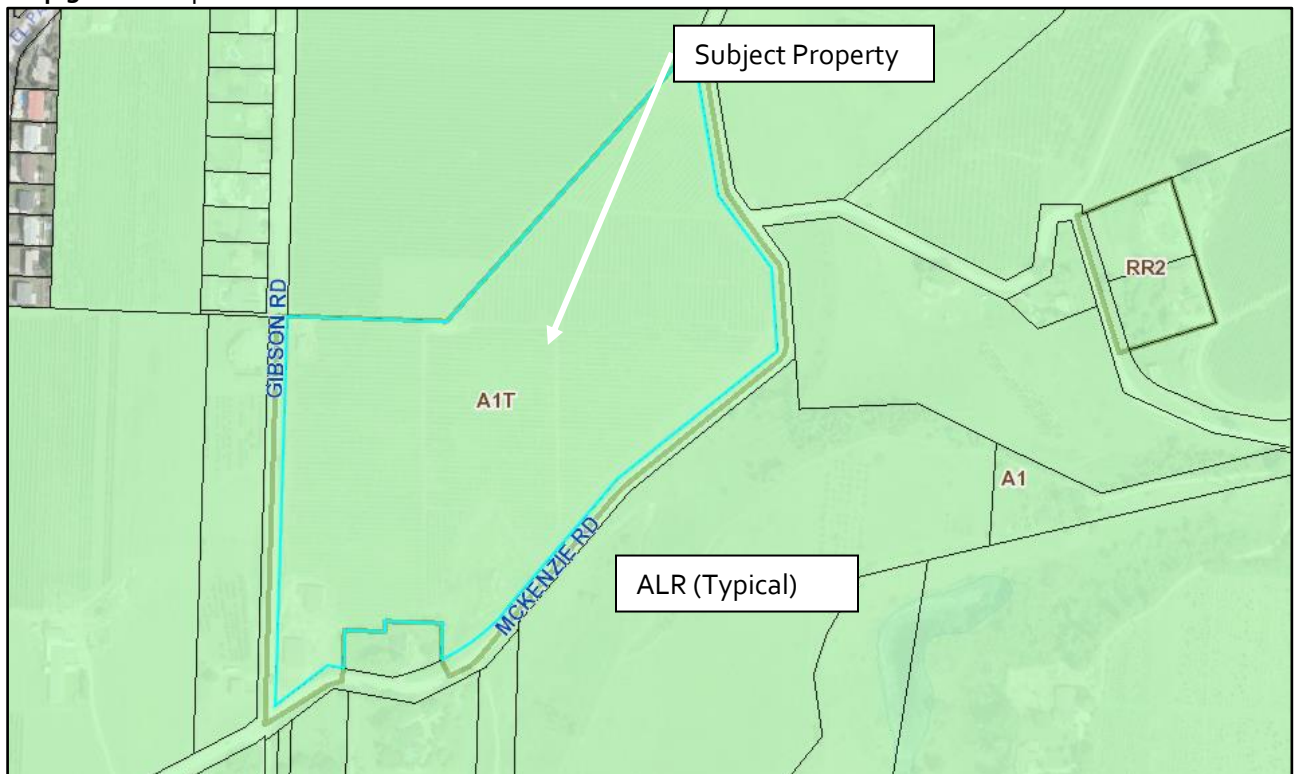 Subject Property
RR2
GIBSON RD
A1T
A1
MCKENZIE RD
ALR (Typical)